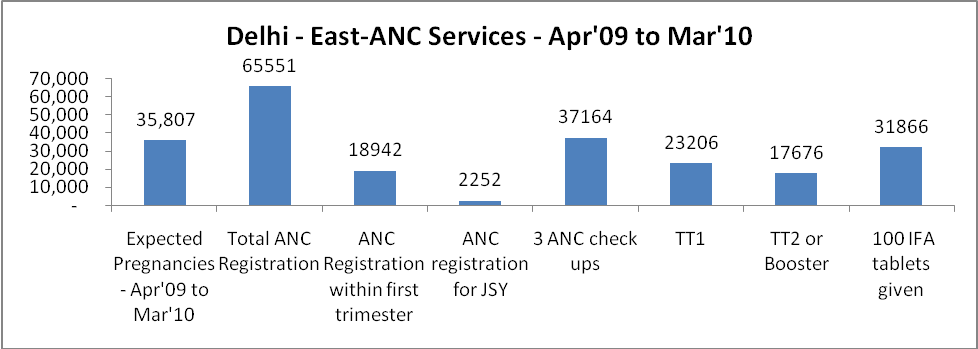 Delhi - East-ANC Services - Apr'09 to Mar'10
70,000
60,000
50,000
40,000
30,000
20,000
10,000
-
35,807
65551
18942
2252
37164
23206
17676
31866
Expected
Pregnancies
- Apr'09 to
Mar'10
Total ANC
Registration
ANC
Registration
within first
trimester
ANC
registration
for JSY
3 ANC check
ups
TT1
TT2 or
Booster
100 IFA
tablets
given